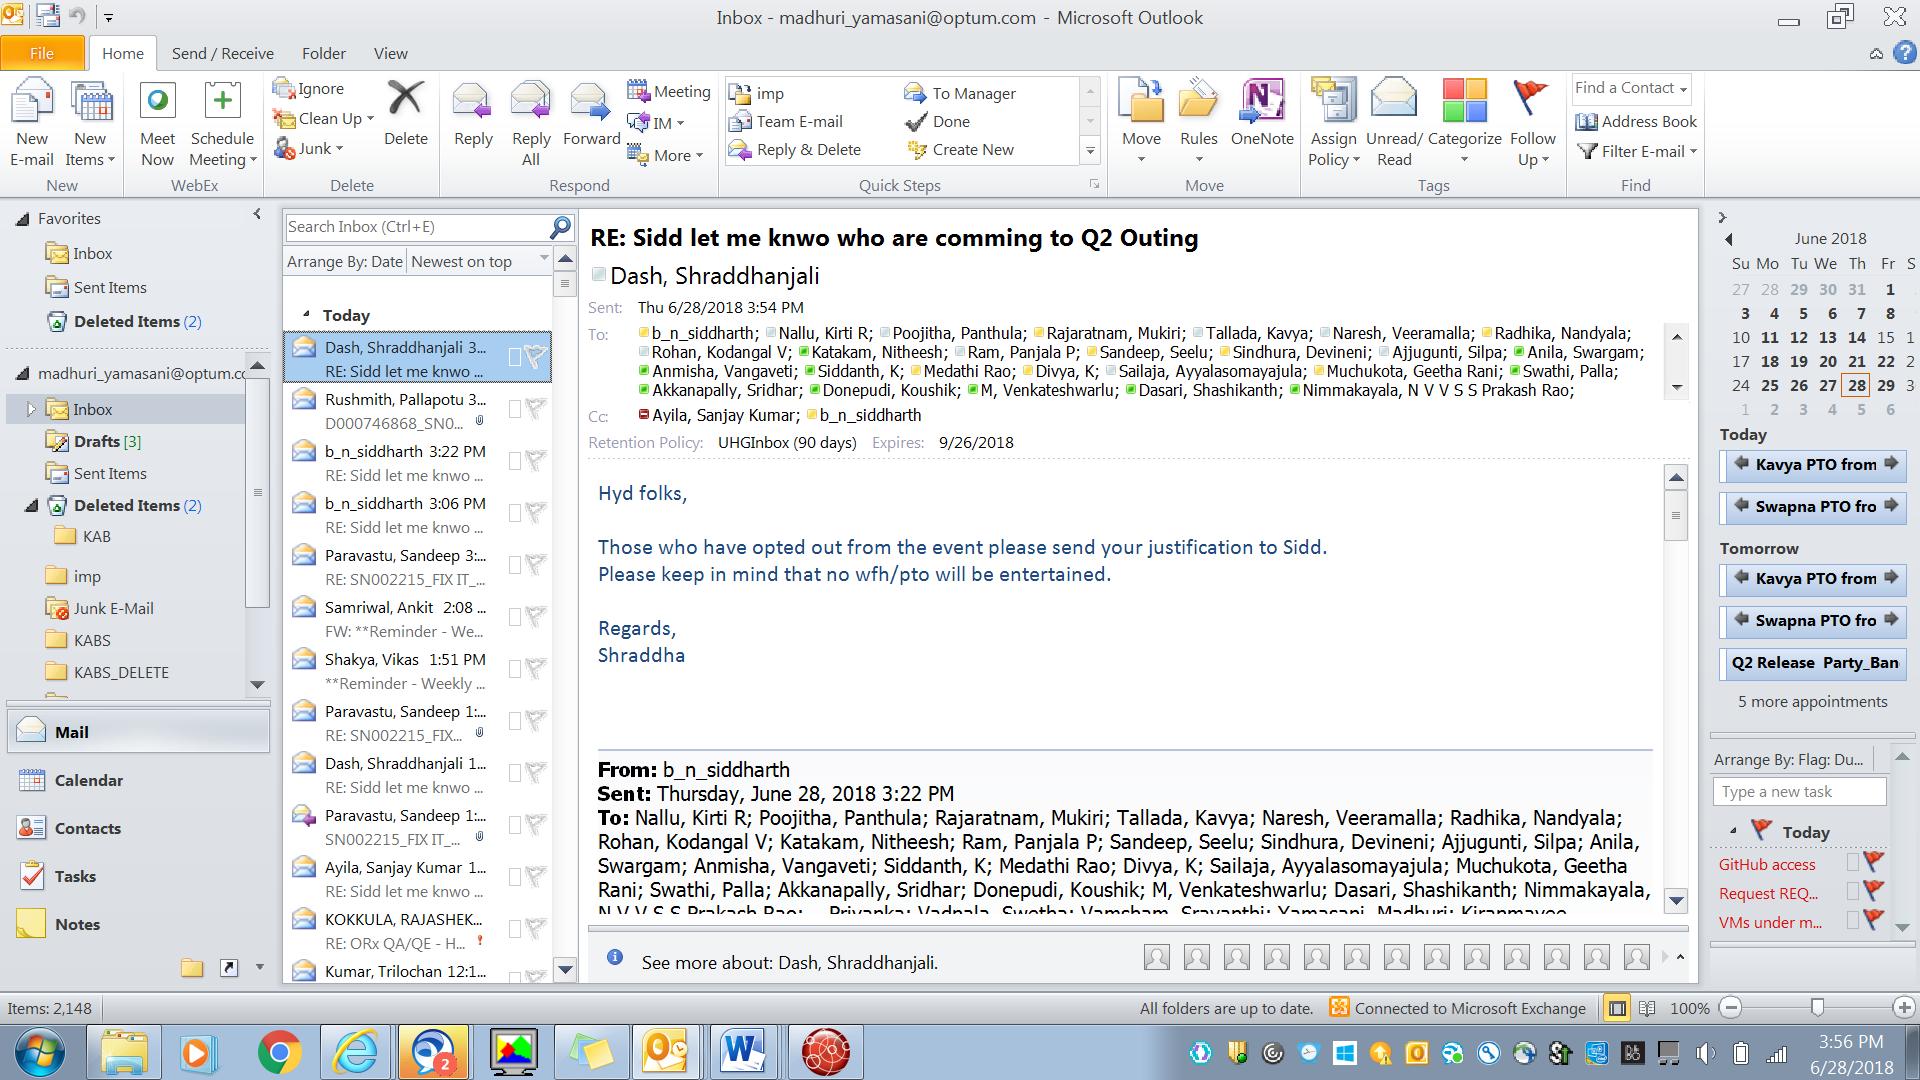 Inbox - madhuri_yamasani@optum.com - Microsoft Outlook
File Home Send / Receive Folder View
New E-mail
New Items
New
Meet Now
Schedule Meeting
WebEx
Ignore
Clean Up
Junk
Delete
Delete
Reply
Reply All
Forward
Meeting
IM
More
Respond
imp
Team E-mail
Reply & Delete
To Manager
Done
Create New
Quick Steps
Move
Rules
OneNote
Move
Assign Policy
Unread/ Read
Categorize
Follow Up
Tags
Find a Contact
Address Book
Filter E-mail
Find
Favorites
Inbox
Sent Items
Deleted Items (2)
madhuri_yamasani@optum.cc
Inbox
Drafts [3]
Sent Items
Deleted Items (2)
KAB
imp
Junk E-Mail
KABS
KABS_DELETE
Mail
Calendar
Contacts
Tasks
Notes
Search Inbox (Ctrl+E)
Arrange By: Date Newest on top
Today
Dash, Shraddhanjali 3...
RE: Sidd let me knwo ...
Rushmith, Pallapotu 3...
D000746868_SN0...
b_n_siddharth 3:22 PM
RE: Sidd let me knwo ...
b_n_siddharth 3:06 PM
RE: Sidd let me knwo ...
Paravastu, Sandeep 3:...
RE: SN002215_FIX IT_...
Samriwal, Ankit 2:08 ...
FW: **Reminder - We...
Shakya, Vikas 1:51 PM
**Reminder - Weekly ...
Paravastu, Sandeep 1:...
RE: SN002215_FIX...
Dash, Shraddhanjali 1...
RE: Sidd let me knwo ...
Paravastu, Sandeep 1:...
SN002215_FIX IT_...
Ayila, Sanjay Kumar 1...
RE: Sidd let me knwo ...
KOKKULA, RAJASHEK...
RE: ORx QA/QE - H...
Kumar, Trilochan 12:1...
RE: Sidd let me knwo who are comming to Q2 Outing
Dash, Shraddhanjali
Sent: Thu 6/28/2018 3:54 PM
To: b_n_siddharth; Nallu, Kirti R; Poojitha, Panthula; Rajaratnam, Mukiri; Tallada, Kavya; Naresh, Veeramalla; Radhika, Nandyala;
Rohan, Kodangal V; Katakam, Nitheesh; Ram, Panjala P; Sandeep, Seelu; Sindhura, Devineni; Ajjugunti, Silpa; Anila, Swargam;
Anmisha, Vangaveti; Siddanth, K; Medathi Rao; Divya, K; Sailaja, Ayyalasomayajula; Muchukota, Geetha Rani; Swathi, Palla;
Akkanapally, Sridhar; Donepudi, Koushik; M, Venkateshwarlu; Dasari, Shashikanth; Nimmakayala, N V V S S Prakash Rao;
Cc: Ayila, Sanjay Kumar; b_n_siddharth
Retention Policy: UHGInbox (90 days) Expires: 9/26/2018
Hyd folks,
Those who have opted out from the event please send your justification to Sidd.
Please keep in mind that no wfh/pto will be entertained.
Regards,
Shraddha
From: b_n_siddharth
Sent: Thursday, June 28, 2018 3:22 PM
To: Nallu, Kirti R; Poojitha, Panthula; Rajaratnam, Mukiri; Tallada, Kavya; Naresh, Veeramalla; Radhika, Nandyala;
Rohan, Kodangal V; Katakam, Nitheesh; Ram, Panjala P; Sandeep, Seelu; Sindhura, Devineni; Ajjugunti, Silpa; Anila,
Swargam; Anmisha, Vangaveti; Siddanth, K; Medathi Rao; Divya, K; Sailaja, Ayyalasomayajula; Muchukota, Geetha
Rani; Swathi, Palla; Akkanapally, Sridhar; Donepudi, Koushik; M, Venkateshwarlu; Dasari, Shashikanth; Nimmakayala,
N V V S S Prakash Rao; ., Priyanka; Vadnala, Swetha; Vamsham, Sravanthi; Yamasani, Madhuri; Kiranmayee
See more about: Dash, Shraddhanjali.
June 2018
Su Mo Tu We Th Fr S
27 28 29 30 31 1
3 4 5 6 7 8
10 11 12 13 14 15 1
17 18 19 20 21 22 2
24 25 26 27 28 29 3
1 2 3 4 5 6
Today
Kavya PTO from
Swapna PTO fro
Tomorrow
Kavya PTO from
Swapna PTO fro
Q2 Release Party_Ban
5 more appointments
Arrange By: Flag: Du...
Type a new task
Today
GitHub access
Request REQ...
VMs under m...
Items: 2,148
All folders are up to date. Connected to Microsoft Exchange 100%
2
3:56 PM
6/28/2018